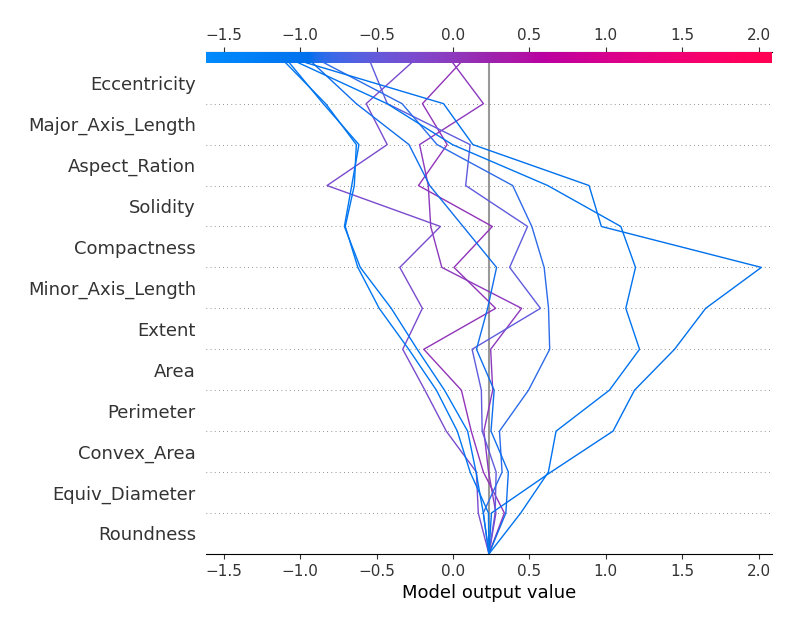 −1.5 −1.0 −0.5 0.0 0.5 1.0 1.5 2.0
Eccentricity
Major_Axis_Length
Aspect_Ration
Solidity
Compactness
Minor_Axis_Length
Extent
Area
Perimeter
Convex_Area
Equiv_Diameter
Roundness
−1.5 −1.0 −0.5 0.0 0.5 1.0 1.5 2.0
Model output value